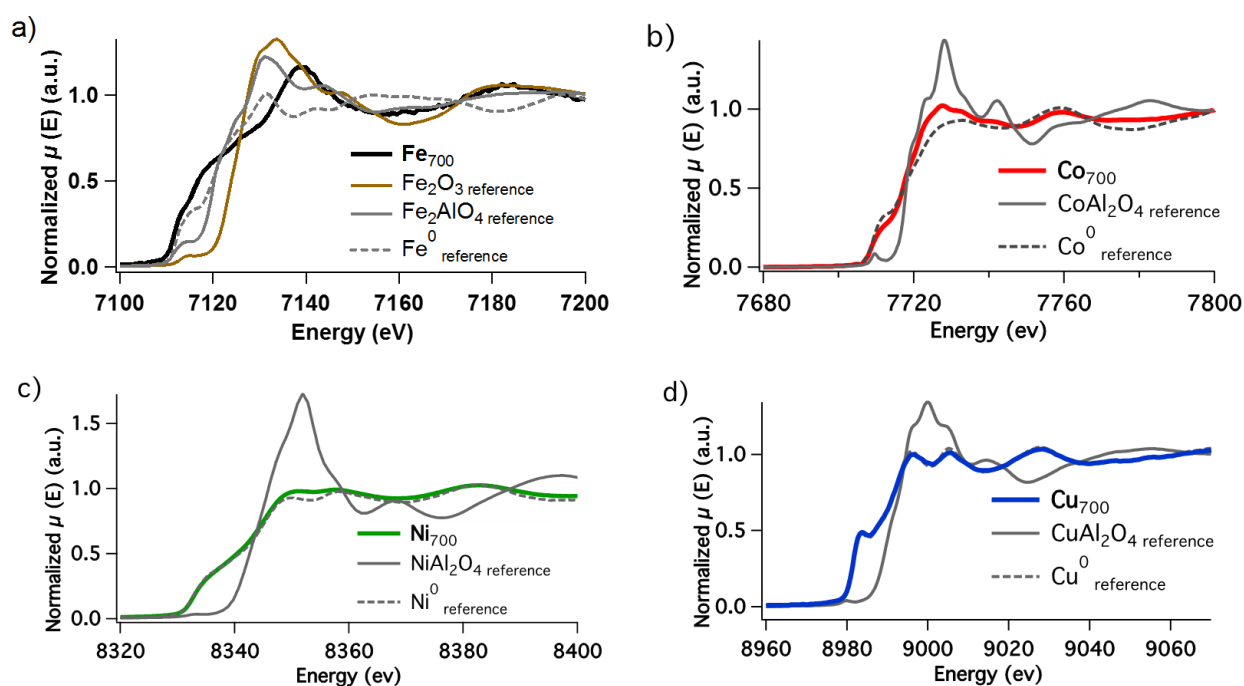 a)
Normalized μ (E) (a.u.)
1.0
0.5
0.0
Fe700
Fe2O3 reference
Fe2AlO4 reference
Fe0 reference
7100 7120 7140 7160 7180 7200
Energy (eV)
b)
Normalized μ (E) (a.u.)
1.0
0.5
0.0
Co700
CoAl2O4 reference
Co0 reference
7680 7720 7760 7800
Energy (ev)
c)
Normalized μ (E) (a.u.)
1.5
1.0
0.5
0.0
Ni700
NiAl2O4 reference
Ni0 reference
8320 8340 8360 8380 8400
Energy (ev)
d)
Normalized μ (E) (a.u.)
1.0
0.5
0.0
Cu700
CuAl2O4 reference
Cu0 reference
8960 8980 9000 9020 9040 9060
Energy (ev)